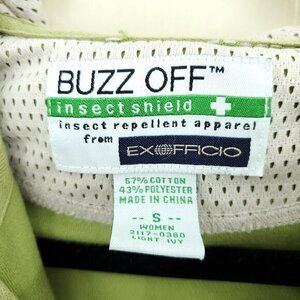 BUZZ OFF™
insect shield
insect repellent apparel
from EXOFFICIO
57% COTTON
43% POLYESTER
MADE IN CHINA
-- S --
WOMEN
2117-0380
LIGHT IVY